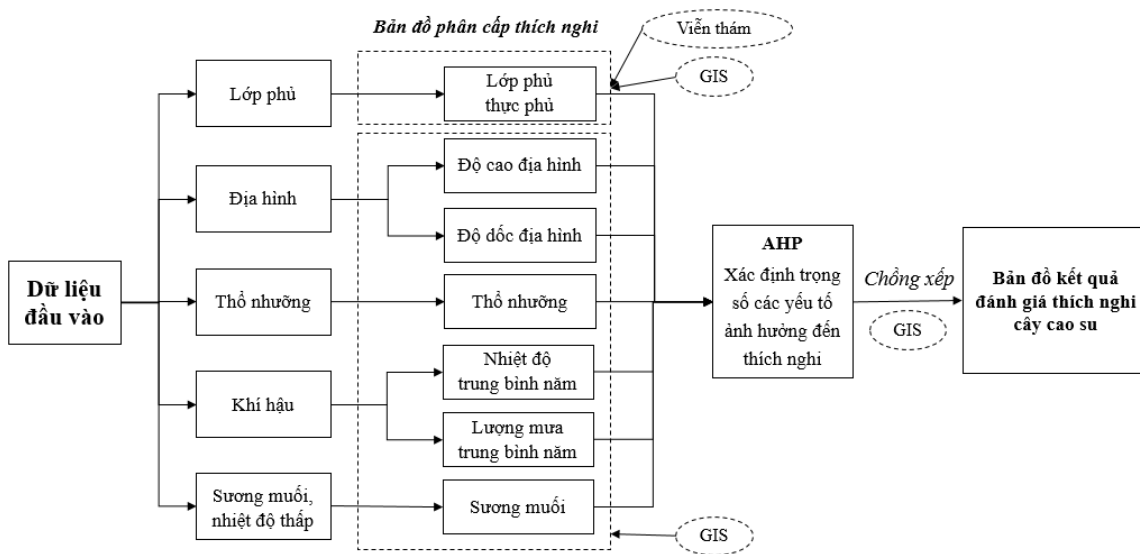 Bản đồ phân cấp thích nghi
Viễn thám
GIS
Lớp phủ
Lớp phủ
thực phủ
Địa hình
Độ cao địa hình
Độ dốc địa hình
Dữ liệu
đầu vào
Thổ nhưỡng
Thổ nhưỡng
AHP
Xác định trọng
số các yếu tố
ảnh hưởng đến
thích nghi
Chồng xếp
GIS
Bản đồ kết quả
đánh giá thích nghi
cây cao su
Khí hậu
Nhiệt độ
trung bình năm
Lượng mưa
trung bình năm
Sương muối,
nhiệt độ thấp
Sương muối
GIS